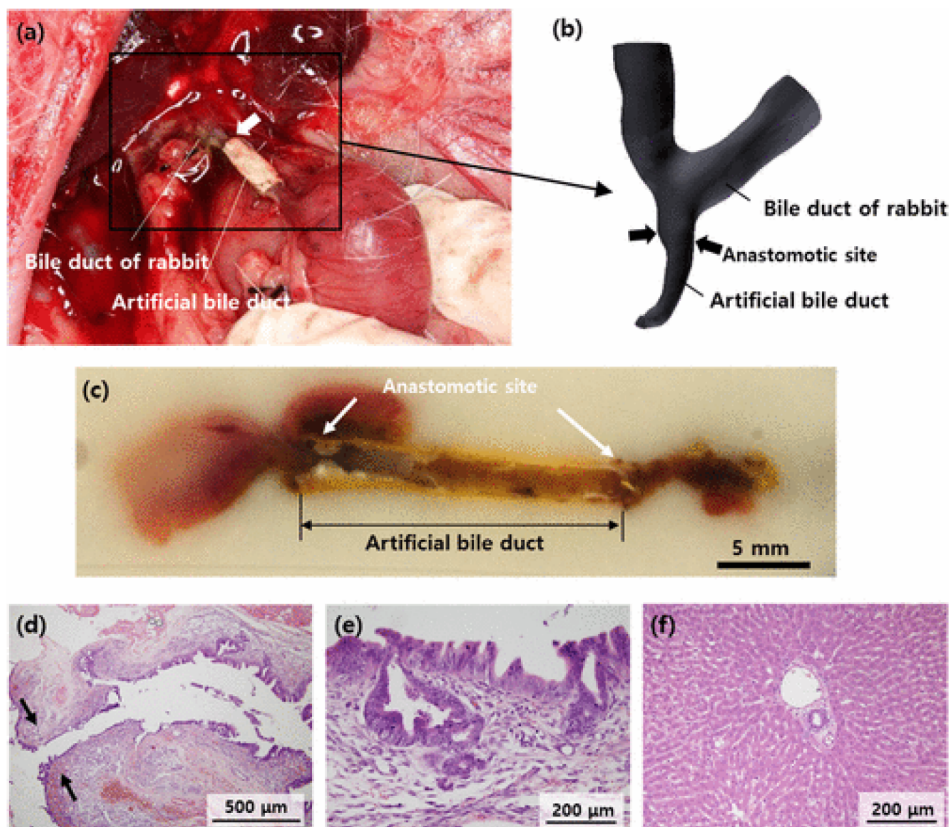 (a)
Bile duct of rabbit
Artificial bile duct
(b)
Bile duct of rabbit
Anastomotic site
Artificial bile duct
(c)
Anastomotic site
Artificial bile duct
5 mm
(d)
500 μm
(e)
200 μm
(f)
200 μm